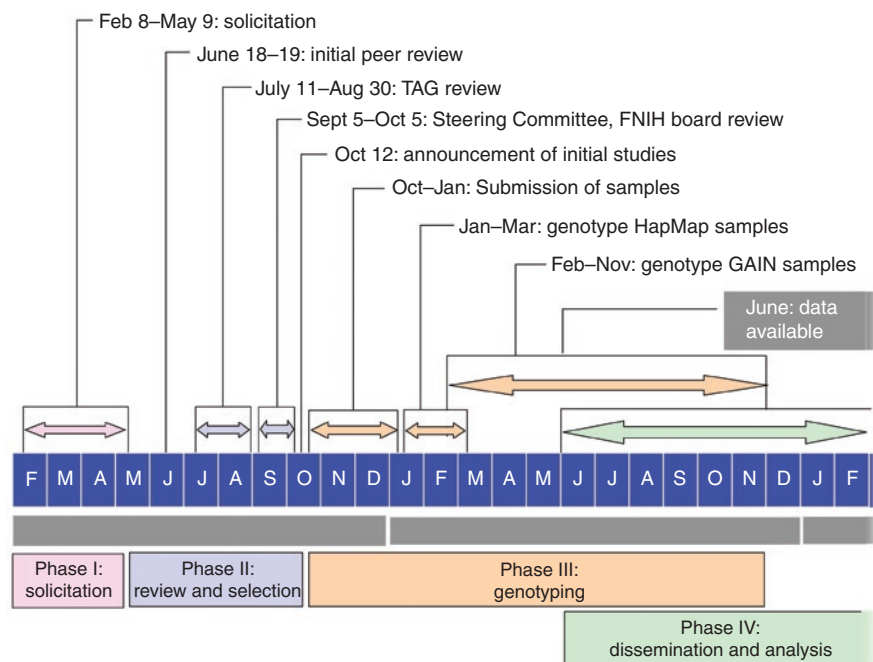 Feb 8–May 9: solicitation
June 18–19: initial peer review
July 11–Aug 30: TAG review
Sept 5–Oct 5: Steering Committee, FNIH board review
Oct 12: announcement of initial studies
Oct–Jan: Submission of samples
Jan–Mar: genotype HapMap samples
Feb–Nov: genotype GAIN samples
June: data
available
F M A M J J A S O N D J F M A M J J A S O N D J F
Phase I:
solicitation
Phase II:
review and selection
Phase III:
genotyping
Phase IV:
dissemination and analysis